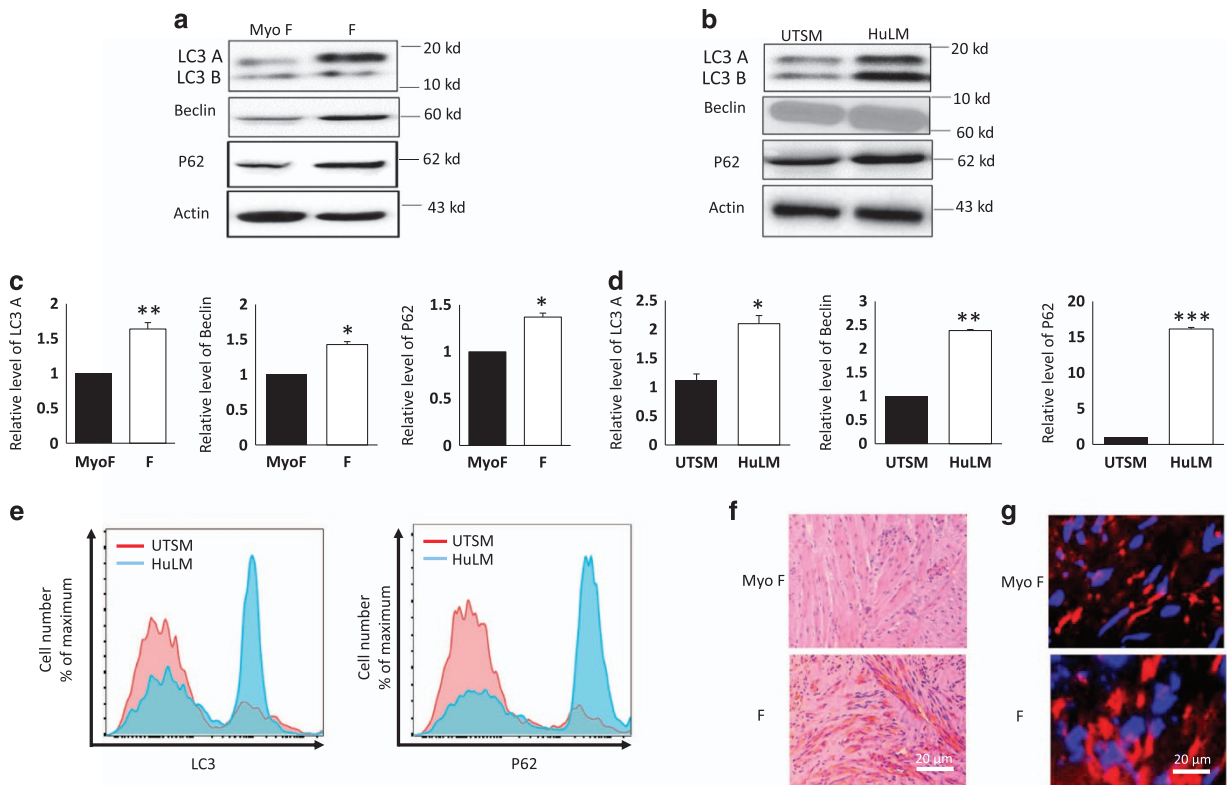 a
Myo F F
LC3 A
LC3 B
20 kd
10 kd
Beclin
60 kd
P62
62 kd
Actin
43 kd
b
UTSM HuLM
LC3 A
LC3 B
20 kd
10 kd
Beclin
60 kd
P62
62 kd
Actin
43 kd
c
Relative level of LC3 A
2
1.5
1
0.5
0
**
MyoF F
Relative level of Beclin
2
1.5
1
0.5
0
*
MyoF F
Relative level of P62
1.5
1
0.5
0
*
MyoF F
d
Relative level of LC3 A
2.5
2
1.5
1
0.5
0
*
UTSM HuLM
Relative level of Beclin
3
2.5
2
1.5
1
0.5
0
**
UTSM HuLM
Relative level of P62
20
15
10
5
0
***
UTSM HuLM
e
Cell number
% of maximum
UTSM
HuLM
LC3
Cell number
% of maximum
UTSM
HuLM
P62
f
Myo F
F
20 µm
g
Myo F
F
20 µm